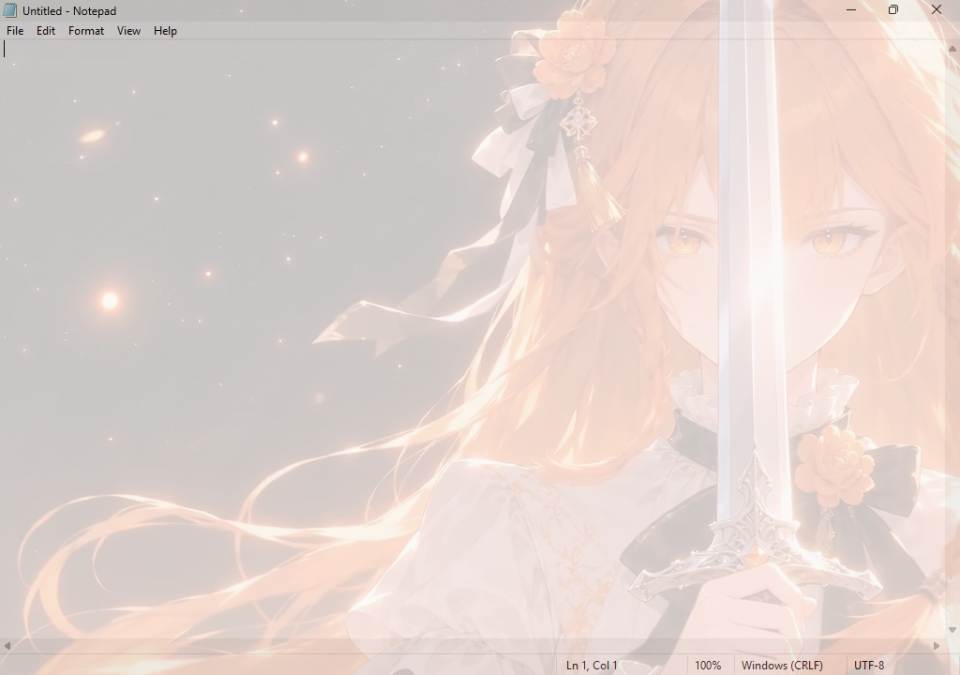 Untitled - Notepad
File Edit Format View Help
Ln 1, Col 1 100% Windows (CRLF) UTF-8